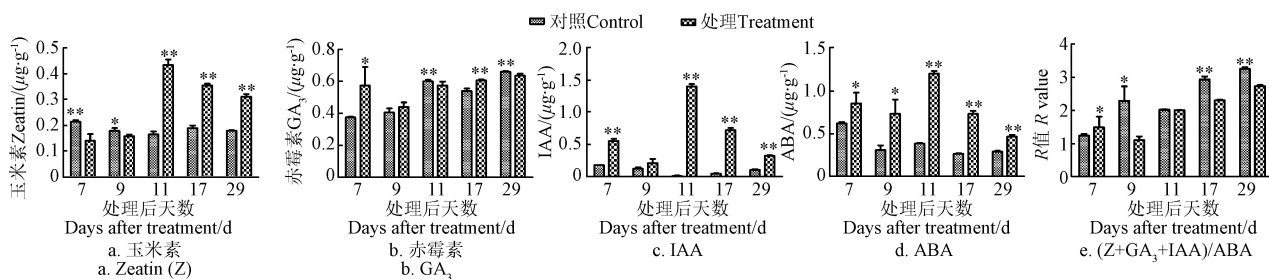 对照Control 处理Treatment
玉米素Zeatin/(μg·g-1)
0.5
0.4
0.3
0.2
0.1
0
** * ** ** **
7 9 11 17 29
处理后天数
Days after treatment/d
a. 玉米素
a. Zeatin (Z)
赤霉素GA3/(μg·g-1)
0.8
0.6
0.4
0.2
0
* ** ** **
7 9 11 17 29
处理后天数
Days after treatment/d
b. 赤霉素
b. GA3
IAA/(μg·g-1)
2.0
1.5
1.0
0.5
0
** ** ** **
7 9 11 17 29
处理后天数
Days after treatment/d
c. IAA
ABA/(μg·g-1)
1.5
1.0
0.5
0.0
* * ** ** **
7 9 11 17 29
处理后天数
Days after treatment/d
d. ABA
R值 R value
4
3
2
1
0
* * ** **
7 9 11 17 29
处理后天数
Days after treatment/d
e. (Z+GA3+IAA)/ABA